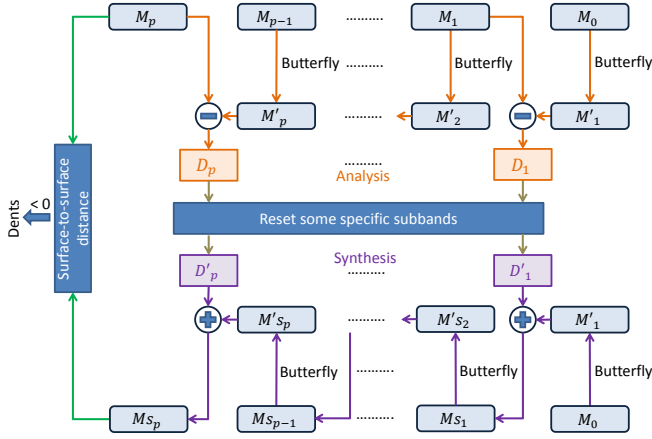 M_p M_{p-1} .......... M_1 M_0
Butterfly .......... Butterfly Butterfly
M'_p .......... M'_2 M'_1
D_p .......... D_1
Analysis
Surface-to-surface
distance
< 0
Dents
Reset some specific subbands
Synthesis
D'_p .......... D'_1
M's_p .......... M's_2 M'_1
Butterfly .......... Butterfly Butterfly
Ms_p Ms_{p-1} .......... Ms_1 M_0